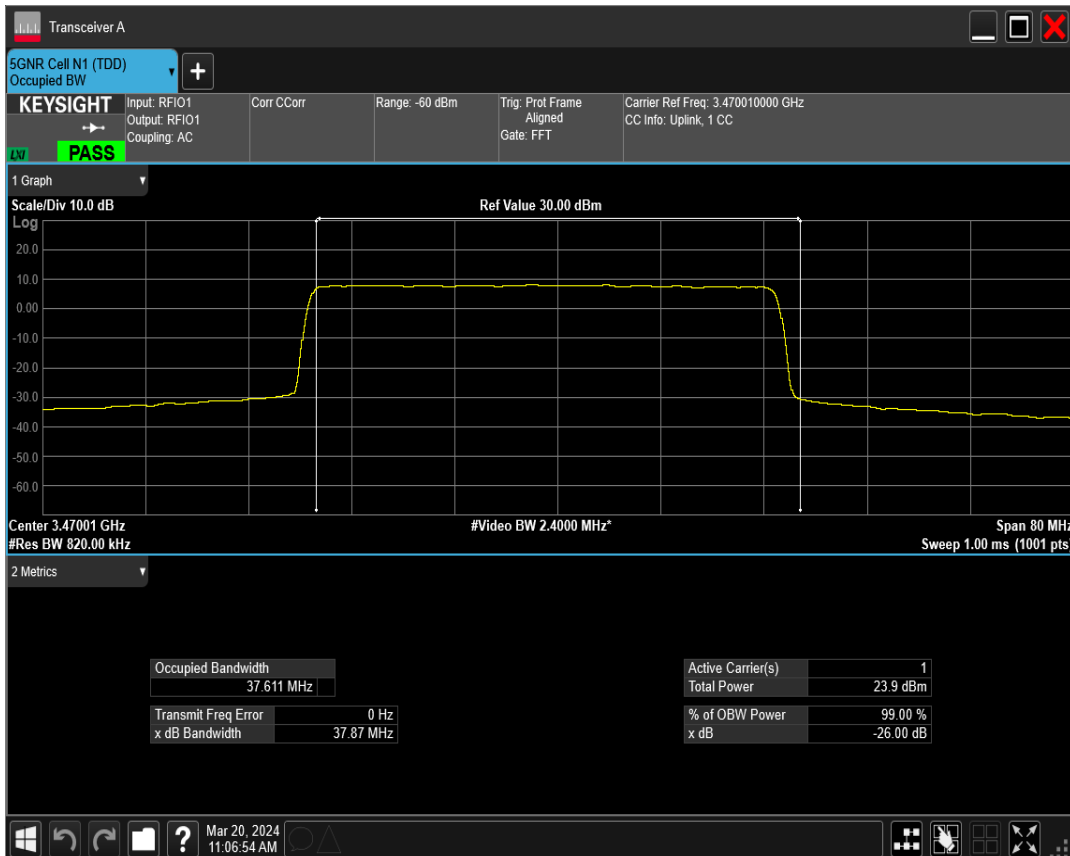 Transceiver A
5GNR Cell N1 (TDD)
Occupied BW
+
KEYSIGHT
LXI
PASS
Input: RFIO1
Output: RFIO1
Coupling: AC
Corr CCorr
Range: -60 dBm
Trig: Prot Frame
Aligned
Gate: FFT
Carrier Ref Freq: 3.470010000 GHz
CC Info: Uplink, 1 CC
1 Graph
Scale/Div 10.0 dB
Ref Value 30.00 dBm
Log
20.0
10.0
0.00
-10.0
-20.0
-30.0
-40.0
-50.0
-60.0
Center 3.47001 GHz
#Video BW 2.4000 MHz*
Span 80 MHz
#Res BW 820.00 kHz
Sweep 1.00 ms (1001 pts)
2 Metrics
Occupied Bandwidth
37.611 MHz
Transmit Freq Error 0 Hz
x dB Bandwidth 37.87 MHz
Active Carrier(s) 1
Total Power 23.9 dBm
% of OBW Power 99.00 %
x dB -26.00 dB
?
Mar 20, 2024
11:06:54 AM